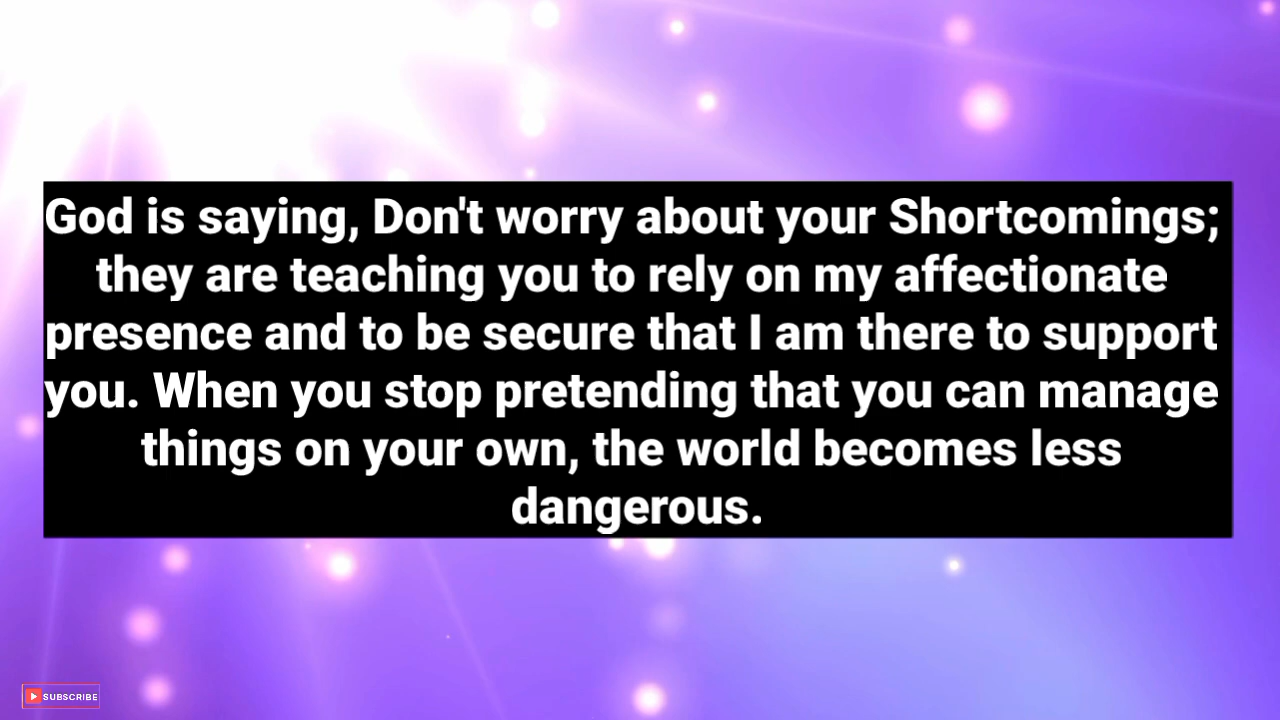 God is saying, Don't worry about your Shortcomings;
they are teaching you to rely on my affectionate
presence and to be secure that I am there to support
you. When you stop pretending that you can manage
things on your own, the world becomes less
dangerous.
SUBSCRIBE